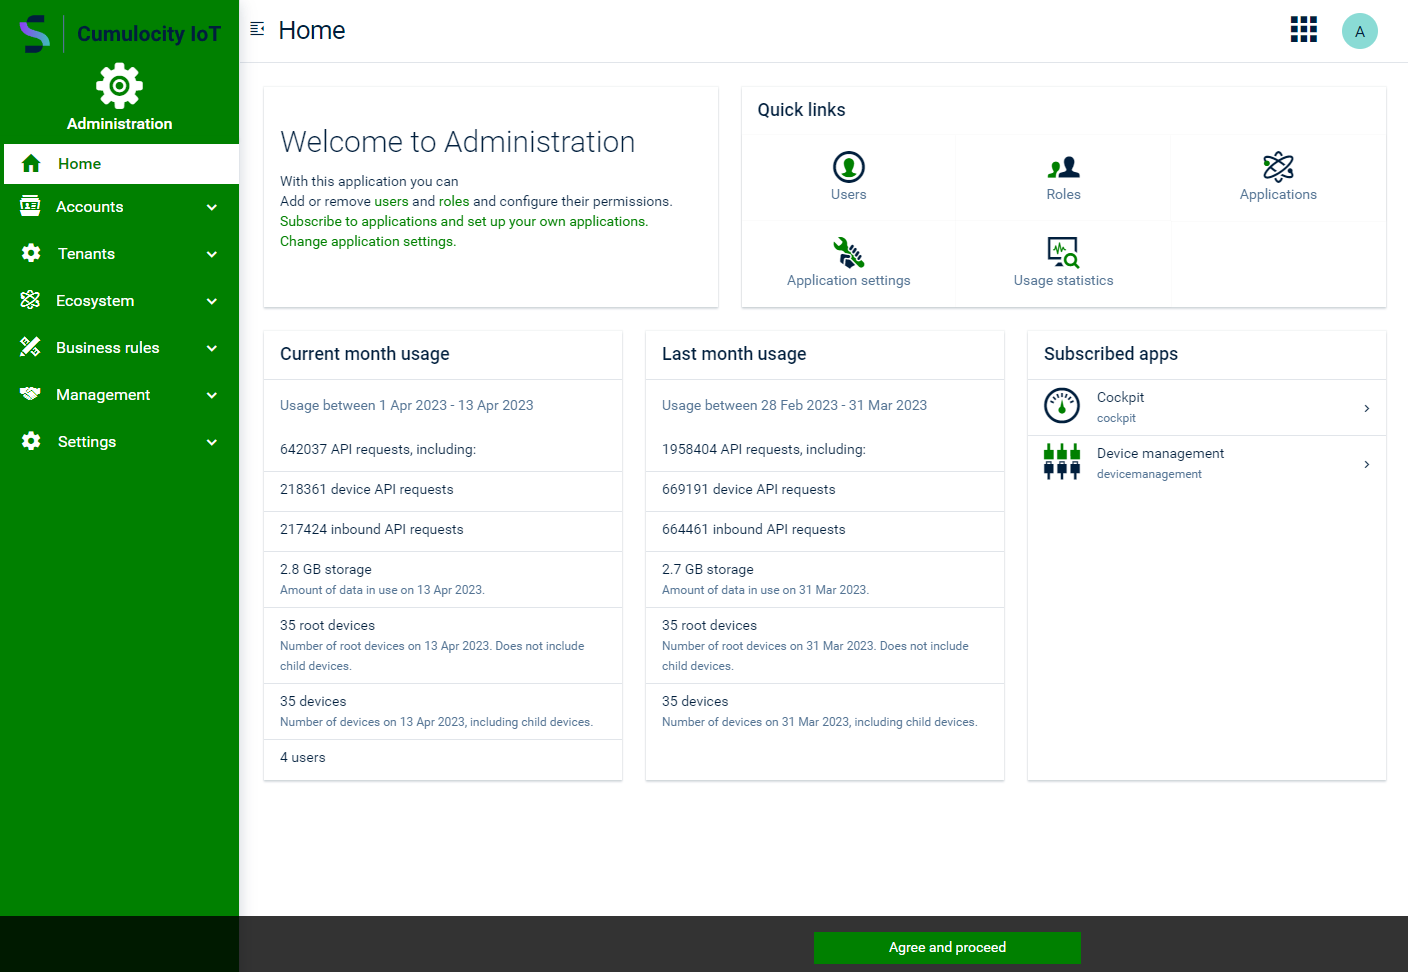 Cumulocity IoT
Administration
Home
Accounts
Tenants
Ecosystem
Business rules
Management
Settings
Home
A
Welcome to Administration
With this application you can
Add or remove users and roles and configure their permissions.
Subscribe to applications and set up your own applications.
Change application settings.
Quick links
Users
Roles
Applications
Application settings
Usage statistics
Current month usage
Usage between 1 Apr 2023 - 13 Apr 2023
642037 API requests, including:
218361 device API requests
217424 inbound API requests
2.8 GB storage
Amount of data in use on 13 Apr 2023.
35 root devices
Number of root devices on 13 Apr 2023. Does not include
child devices.
35 devices
Number of devices on 13 Apr 2023, including child devices.
4 users
Last month usage
Usage between 28 Feb 2023 - 31 Mar 2023
1958404 API requests, including:
669191 device API requests
664461 inbound API requests
2.7 GB storage
Amount of data in use on 31 Mar 2023.
35 root devices
Number of root devices on 31 Mar 2023. Does not include
child devices.
35 devices
Number of devices on 31 Mar 2023, including child devices.
Subscribed apps
Cockpit
cockpit
Device management
devicemanagement
Agree and proceed